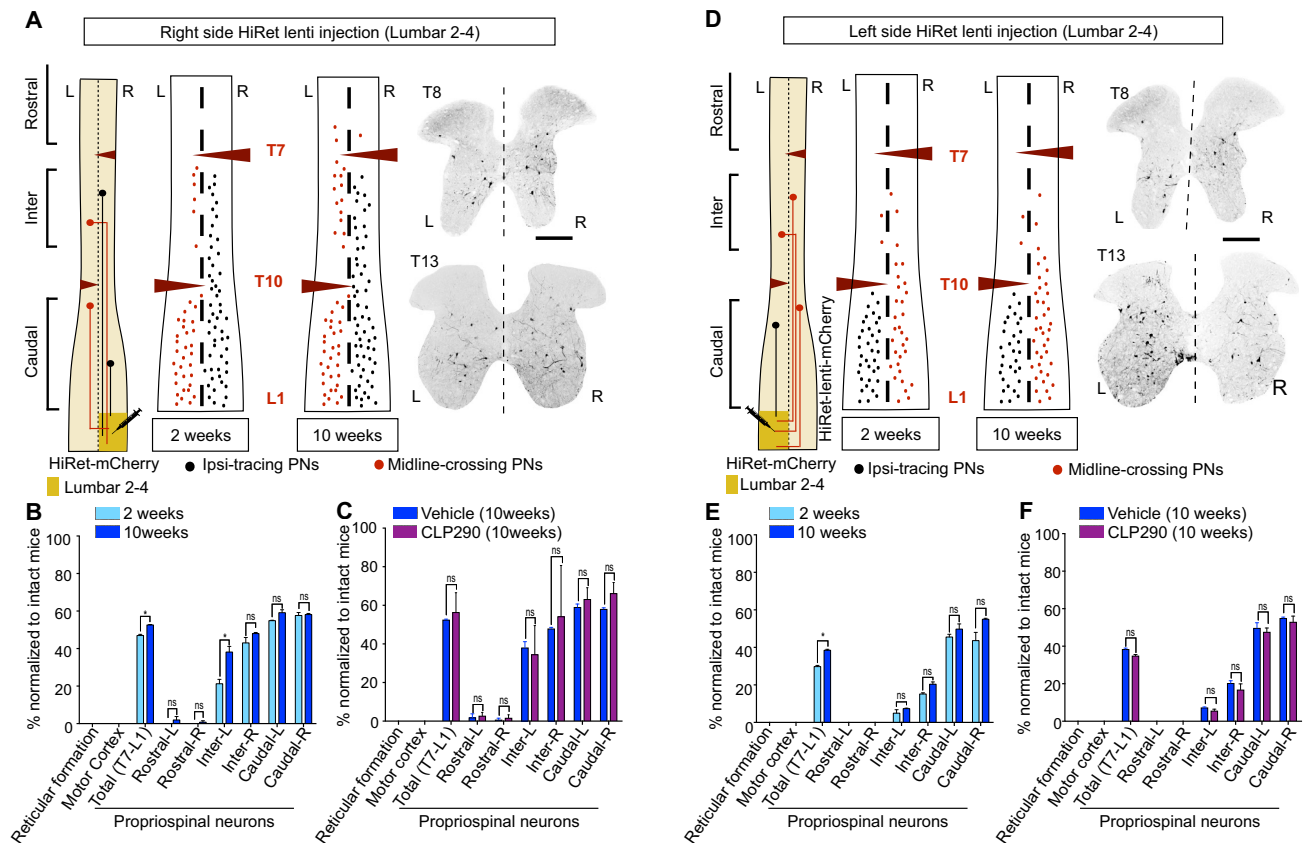 A
Right side HiRet lenti injection (Lumbar 2-4)
Rostral
Inter
Caudal
L R
L R
L R
T7
T10
L1
T8
L
R
T13
L
R
2 weeks
10 weeks
HiRet-mCherry
Lumbar 2-4
Ipsi-tracing PNs
Midline-crossing PNs
D
Left side HiRet lenti injection (Lumbar 2-4)
Rostral
Inter
Caudal
L R
L R
L R
T7
T10
L1
T8
L
R
T13
L
R
HiRet-lenti-mCherry
2 weeks
10 weeks
HiRet-mCherry
Lumbar 2-4
Ipsi-tracing PNs
Midline-crossing PNs
B
2 weeks
10weeks
% normalized to intact mice
100
80
60
40
20
0
* ns ns * ns ns ns
Reticular formation
Motor Cortex
Total (T7-L1)
Rostral-L
Rostral-R
Inter-L
Inter-R
Caudal-L
Caudal-R
Propriospinal neurons
C
Vehicle (10weeks)
CLP290 (10weeks)
% normalized to intact mice
100
80
60
40
20
0
ns ns ns ns ns ns ns
Reticular formation
Motor cortex
Total (T7-L1)
Rostral-L
Rostral-R
Inter-L
Inter-R
Caudal-L
Caudal-R
Propriospinal neurons
E
2 weeks
10 weeks
% normalized to intact mice
100
80
60
40
20
0
* ns ns ns ns
Reticular formation
Motor cortex
Total (T7-L1)
Rostral-L
Rostral-R
Inter-L
Inter-R
Caudal-L
Caudal-R
Propriospinal neurons
F
Vehicle (10 weeks)
CLP290 (10 weeks)
% normalized to intact mice
100
80
60
40
20
0
ns ns ns ns ns
Reticular formation
Motor cortex
Total (T7-L1)
Rostral-L
Rostral-R
Inter-L
Inter-R
Caudal-L
Caudal-R
Propriospinal neurons